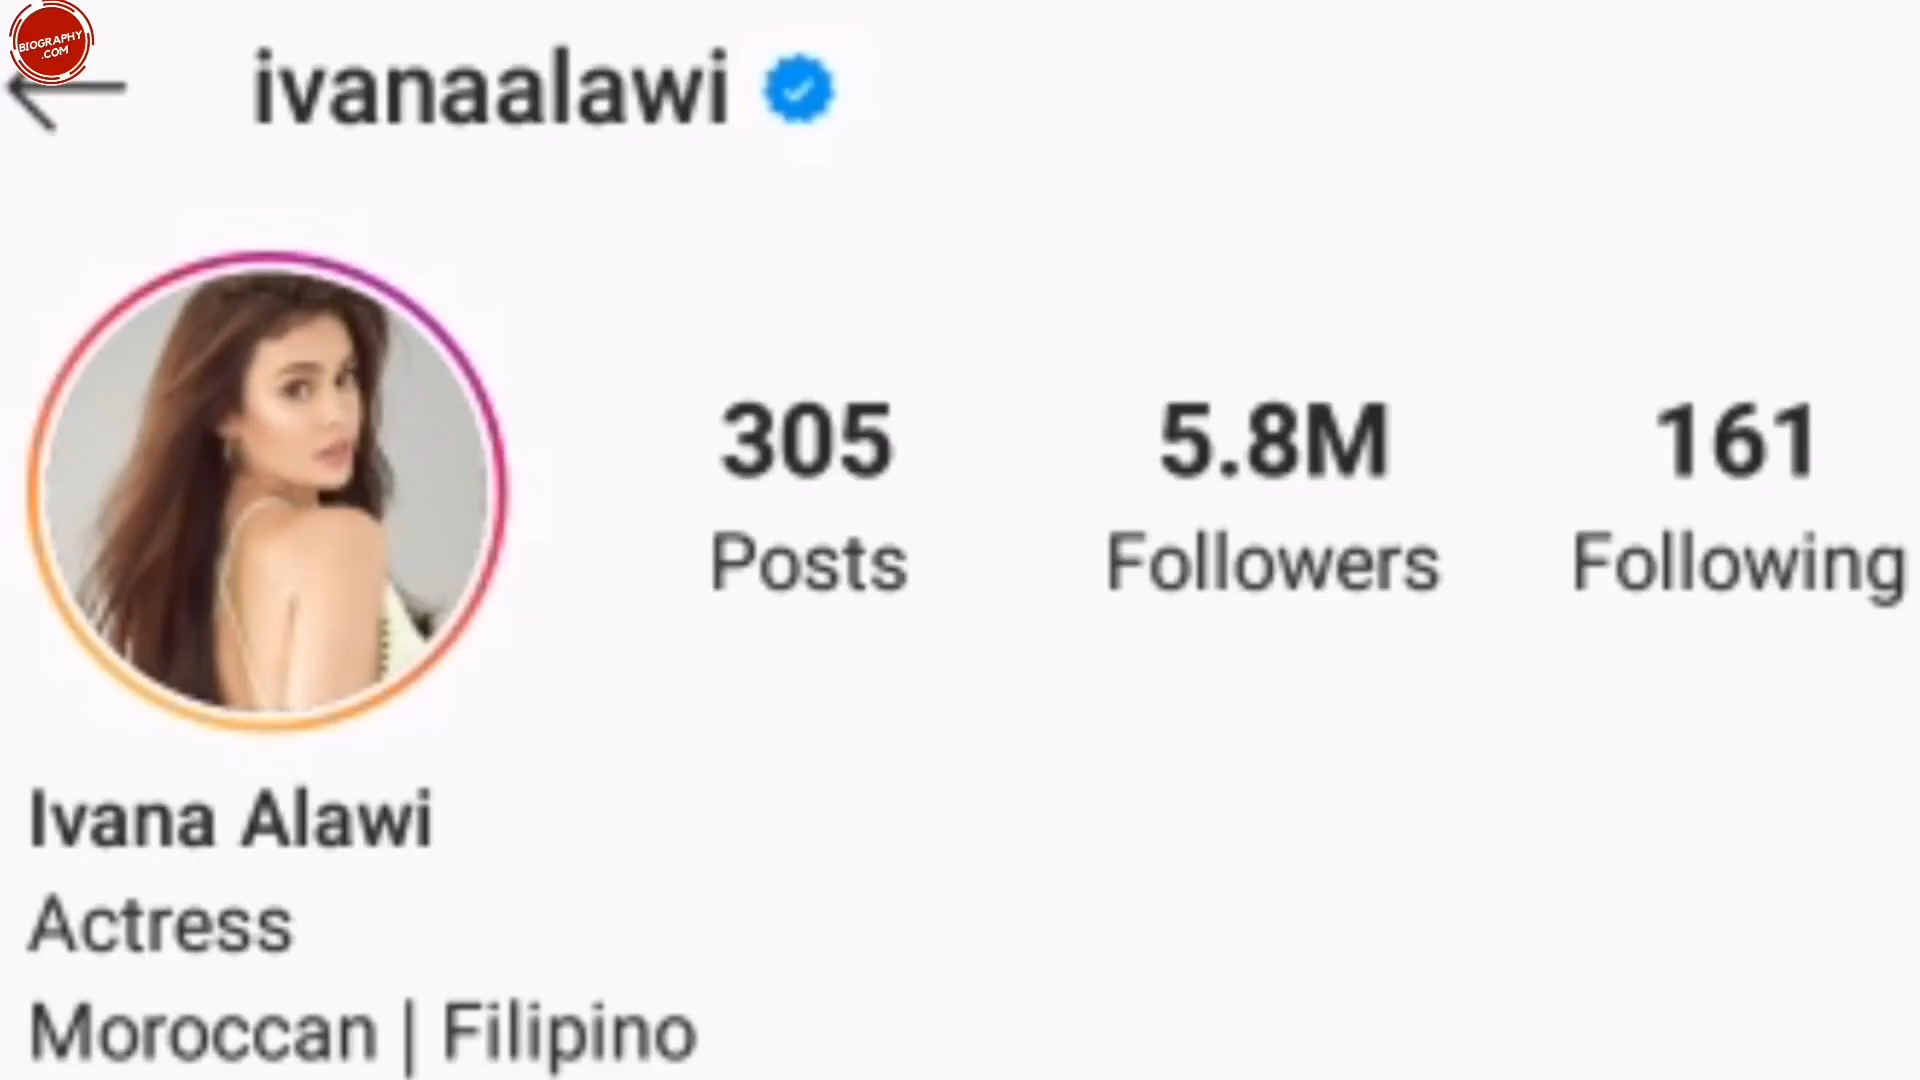 BIOGRAPHY
.COM
ivanaalawi
305 5.8M 161
Posts Followers Following
Ivana Alawi
Actress
Moroccan | Filipino